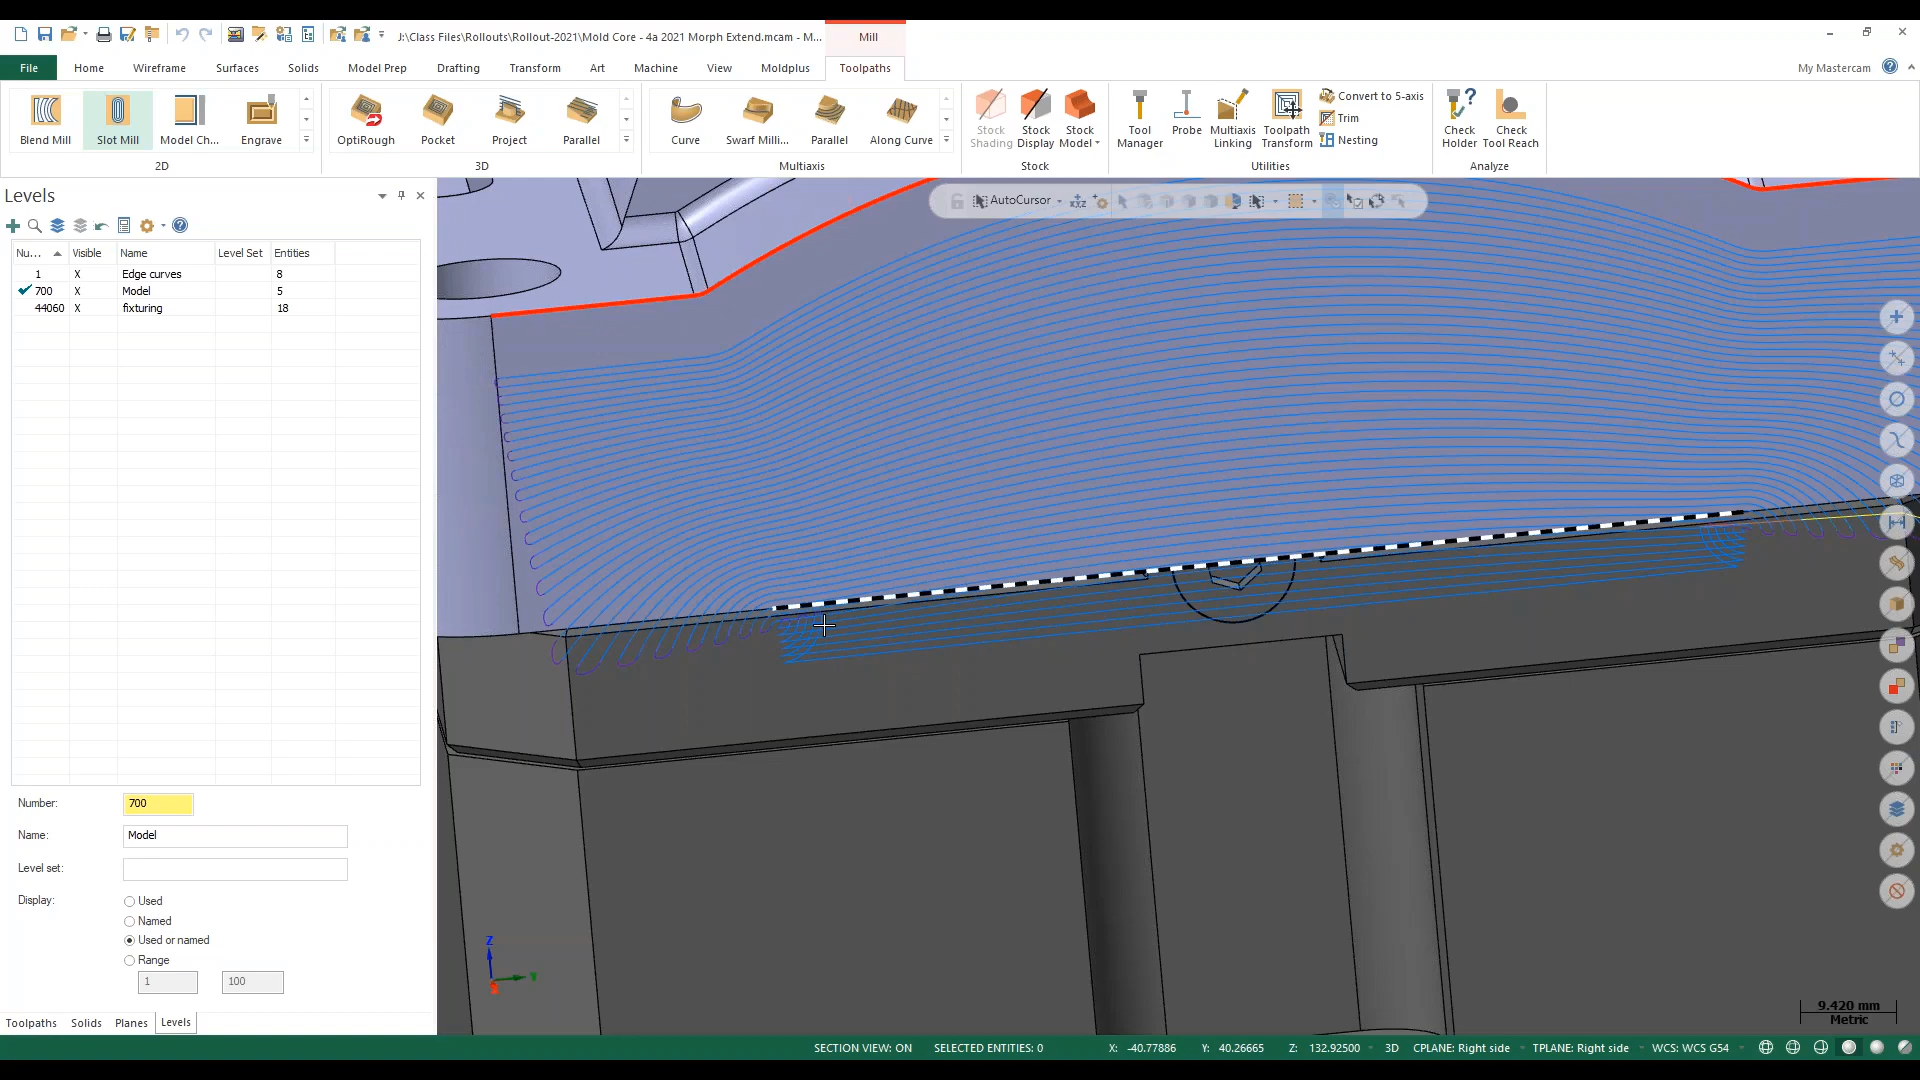 J:\Class Files\Rollouts\Rollout-2021\Mold Core - 4a 2021 Morph Extend.mcam - M...
Mill
File
Home
Wireframe
Surfaces
Solids
Model Prep
Drafting
Transform
Art
Machine
View
Moldplus
Toolpaths
My Mastercam
Blend Mill
Slot Mill
Model Ch...
Engrave
2D
OptiRough
Pocket
Project
Parallel
3D
Curve
Swarf Milli...
Parallel
Along Curve
Multiaxis
Stock Shading
Stock Display
Stock Model
Stock
Tool Manager
Probe
Multiaxis Linking
Toolpath Transform
Convert to 5-axis
Trim
Nesting
Utilities
Check Holder
Check Tool Reach
Analyze
Levels
AutoCursor
XYZ
Nu... Visible Name Level Set Entities
1 X Edge curves 8
700 X Model 5
44060 X fixturing 18
Number: 700
Name: Model
Level set:
Display:
Used
Named
Used or named
Range
1 100
Z
Y
9.420 mm
Metric
Toolpaths Solids Planes Levels
SECTION VIEW: ON SELECTED ENTITIES: 0 X: -40.77886 Y: 40.26665 Z: 132.92500 3D CPLANE: Right side TPLANE: Right side WCS: WCS G54